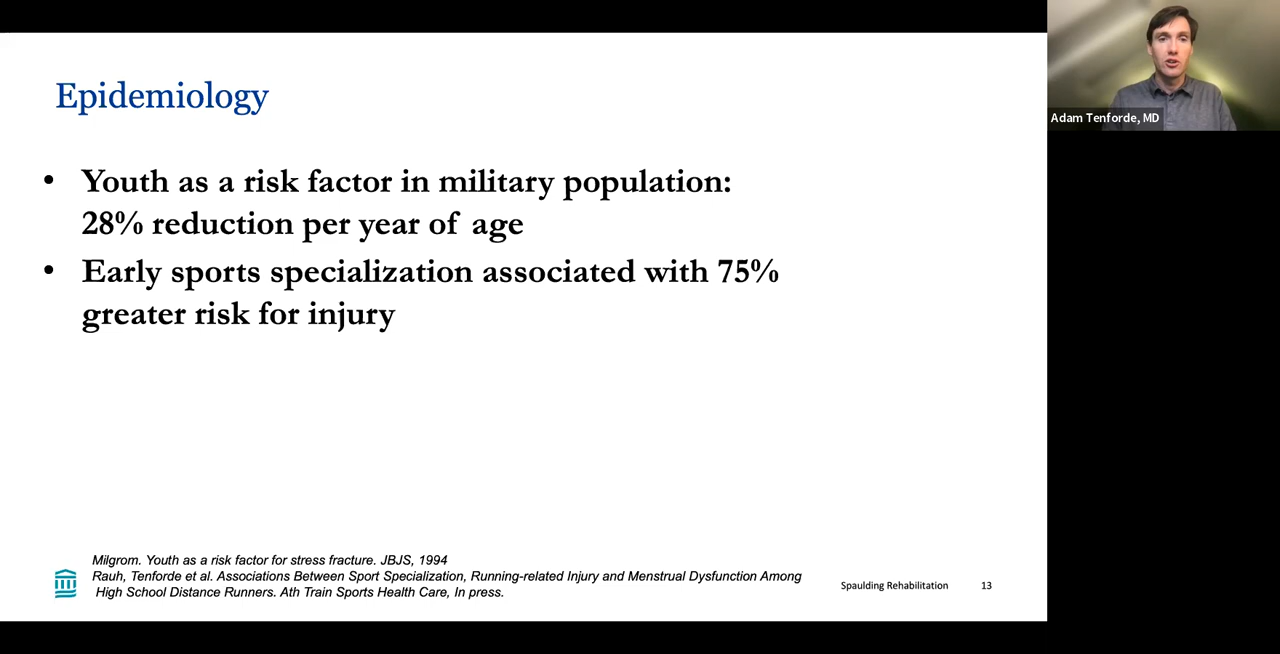 Epidemiology
• Youth as a risk factor in military population:
28% reduction per year of age
• Early sports specialization associated with 75%
greater risk for injury
Milgrom. Youth as a risk factor for stress fracture. JBJS, 1994
Rauh, Tenforde et al. Associations Between Sport Specialization, Running-related Injury and Menstrual Dysfunction Among
High School Distance Runners. Ath Train Sports Health Care, In press.
Spaulding Rehabilitation 13
Adam Tenforde, MD